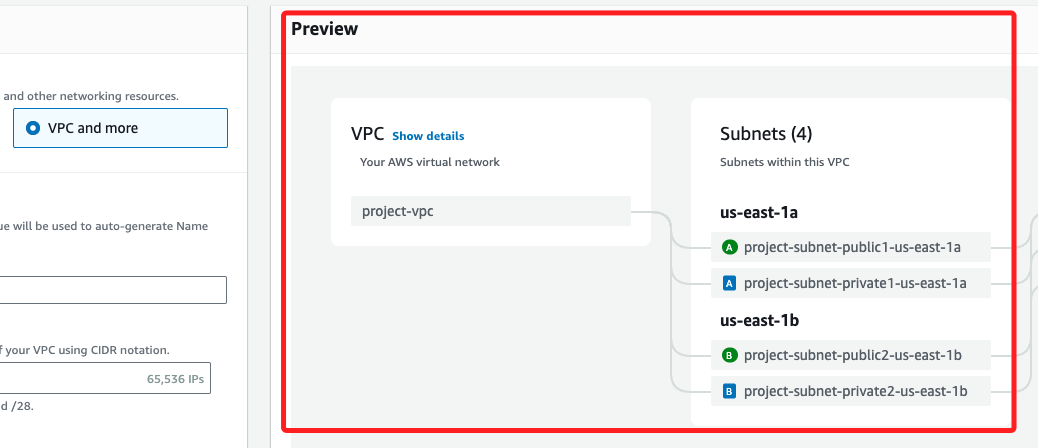 and other networking resources.
VPC and more
ue will be used to auto-generate Name
f your VPC using CIDR notation.
65,536 IPs
d /28.
Preview
VPC Show details
Your AWS virtual network
project-vpc
Subnets (4)
Subnets within this VPC
us-east-1a
A project-subnet-public1-us-east-1a
A project-subnet-private1-us-east-1a
us-east-1b
B project-subnet-public2-us-east-1b
B project-subnet-private2-us-east-1b